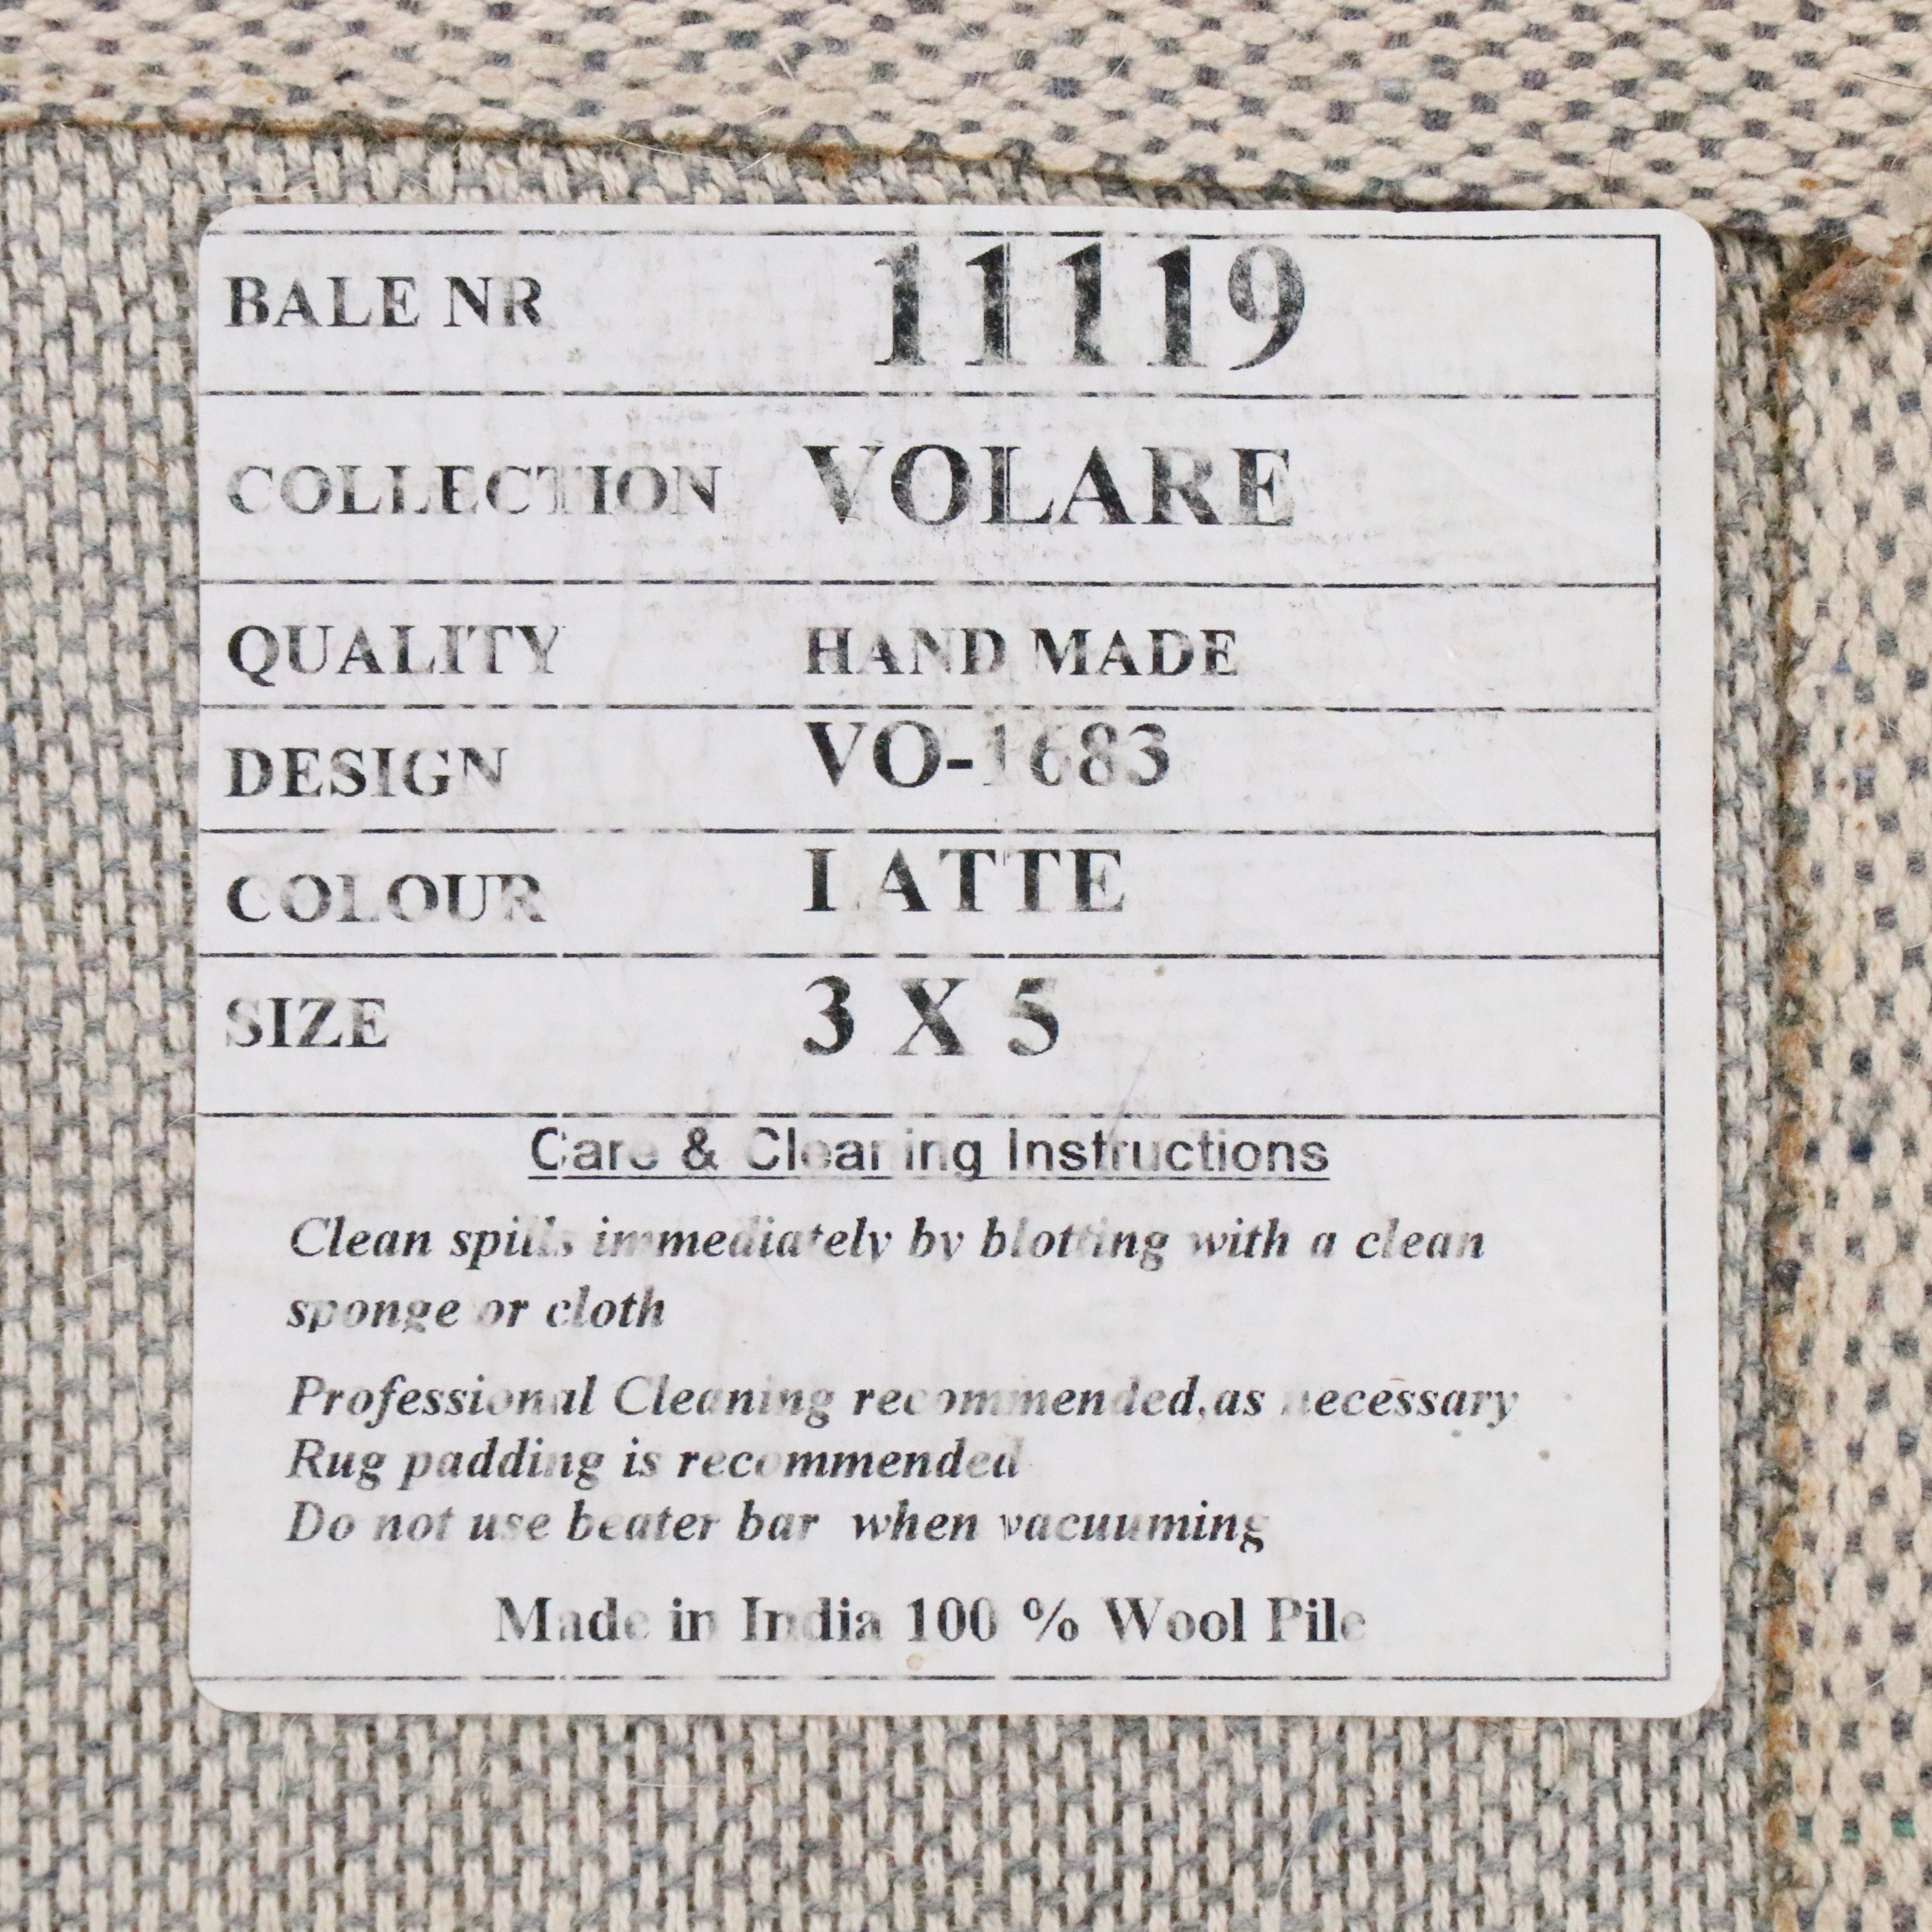 BALE NR 11119
COLLECTION VOLARE
QUALITY HAND MADE
DESIGN VO-1683
COLOUR LATTE
SIZE 3 X 5
Care & Cleaning Instructions
Clean spills immediately by blotting with a clean
sponge or cloth
Professional Cleaning recommended,as necessary
Rug padding is recommended
Do not use beater bar when vacuuming
Made in India 100 % Wool Pile